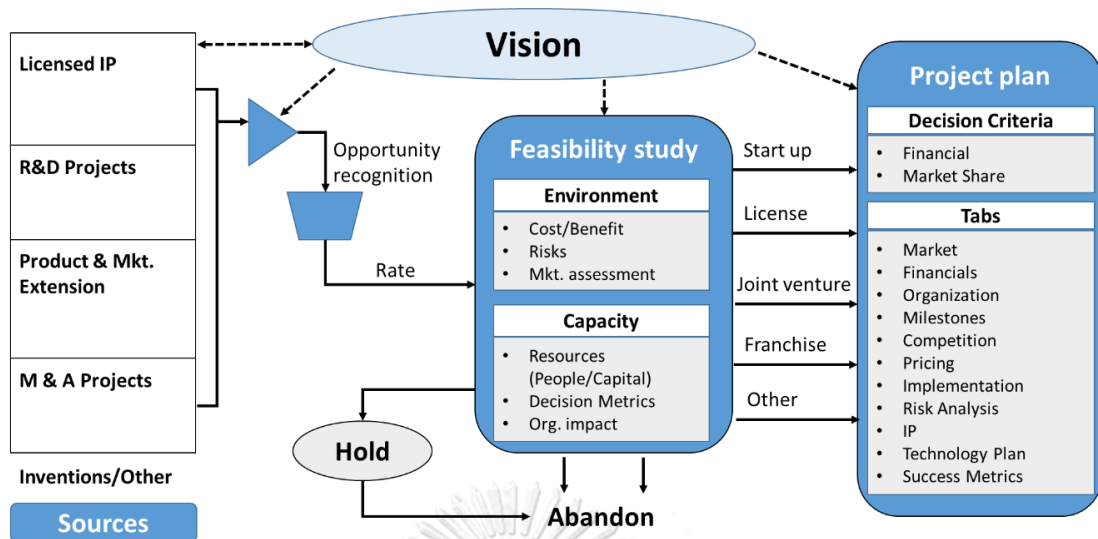 Vision
Licensed IP
R&D Projects
Product & Mkt.
Extension
M & A Projects
Inventions/Other
Sources
Opportunity
recognition
Rate
Hold
Feasibility study
Environment
• Cost/Benefit
• Risks
• Mkt. assessment
Capacity
• Resources
(People/Capital)
• Decision Metrics
• Org. impact
Abandon
Start up
License
Joint venture
Franchise
Other
Project plan
Decision Criteria
• Financial
• Market Share
Tabs
• Market
• Financials
• Organization
• Milestones
• Competition
• Pricing
• Implementation
• Risk Analysis
• IP
• Technology Plan
• Success Metrics